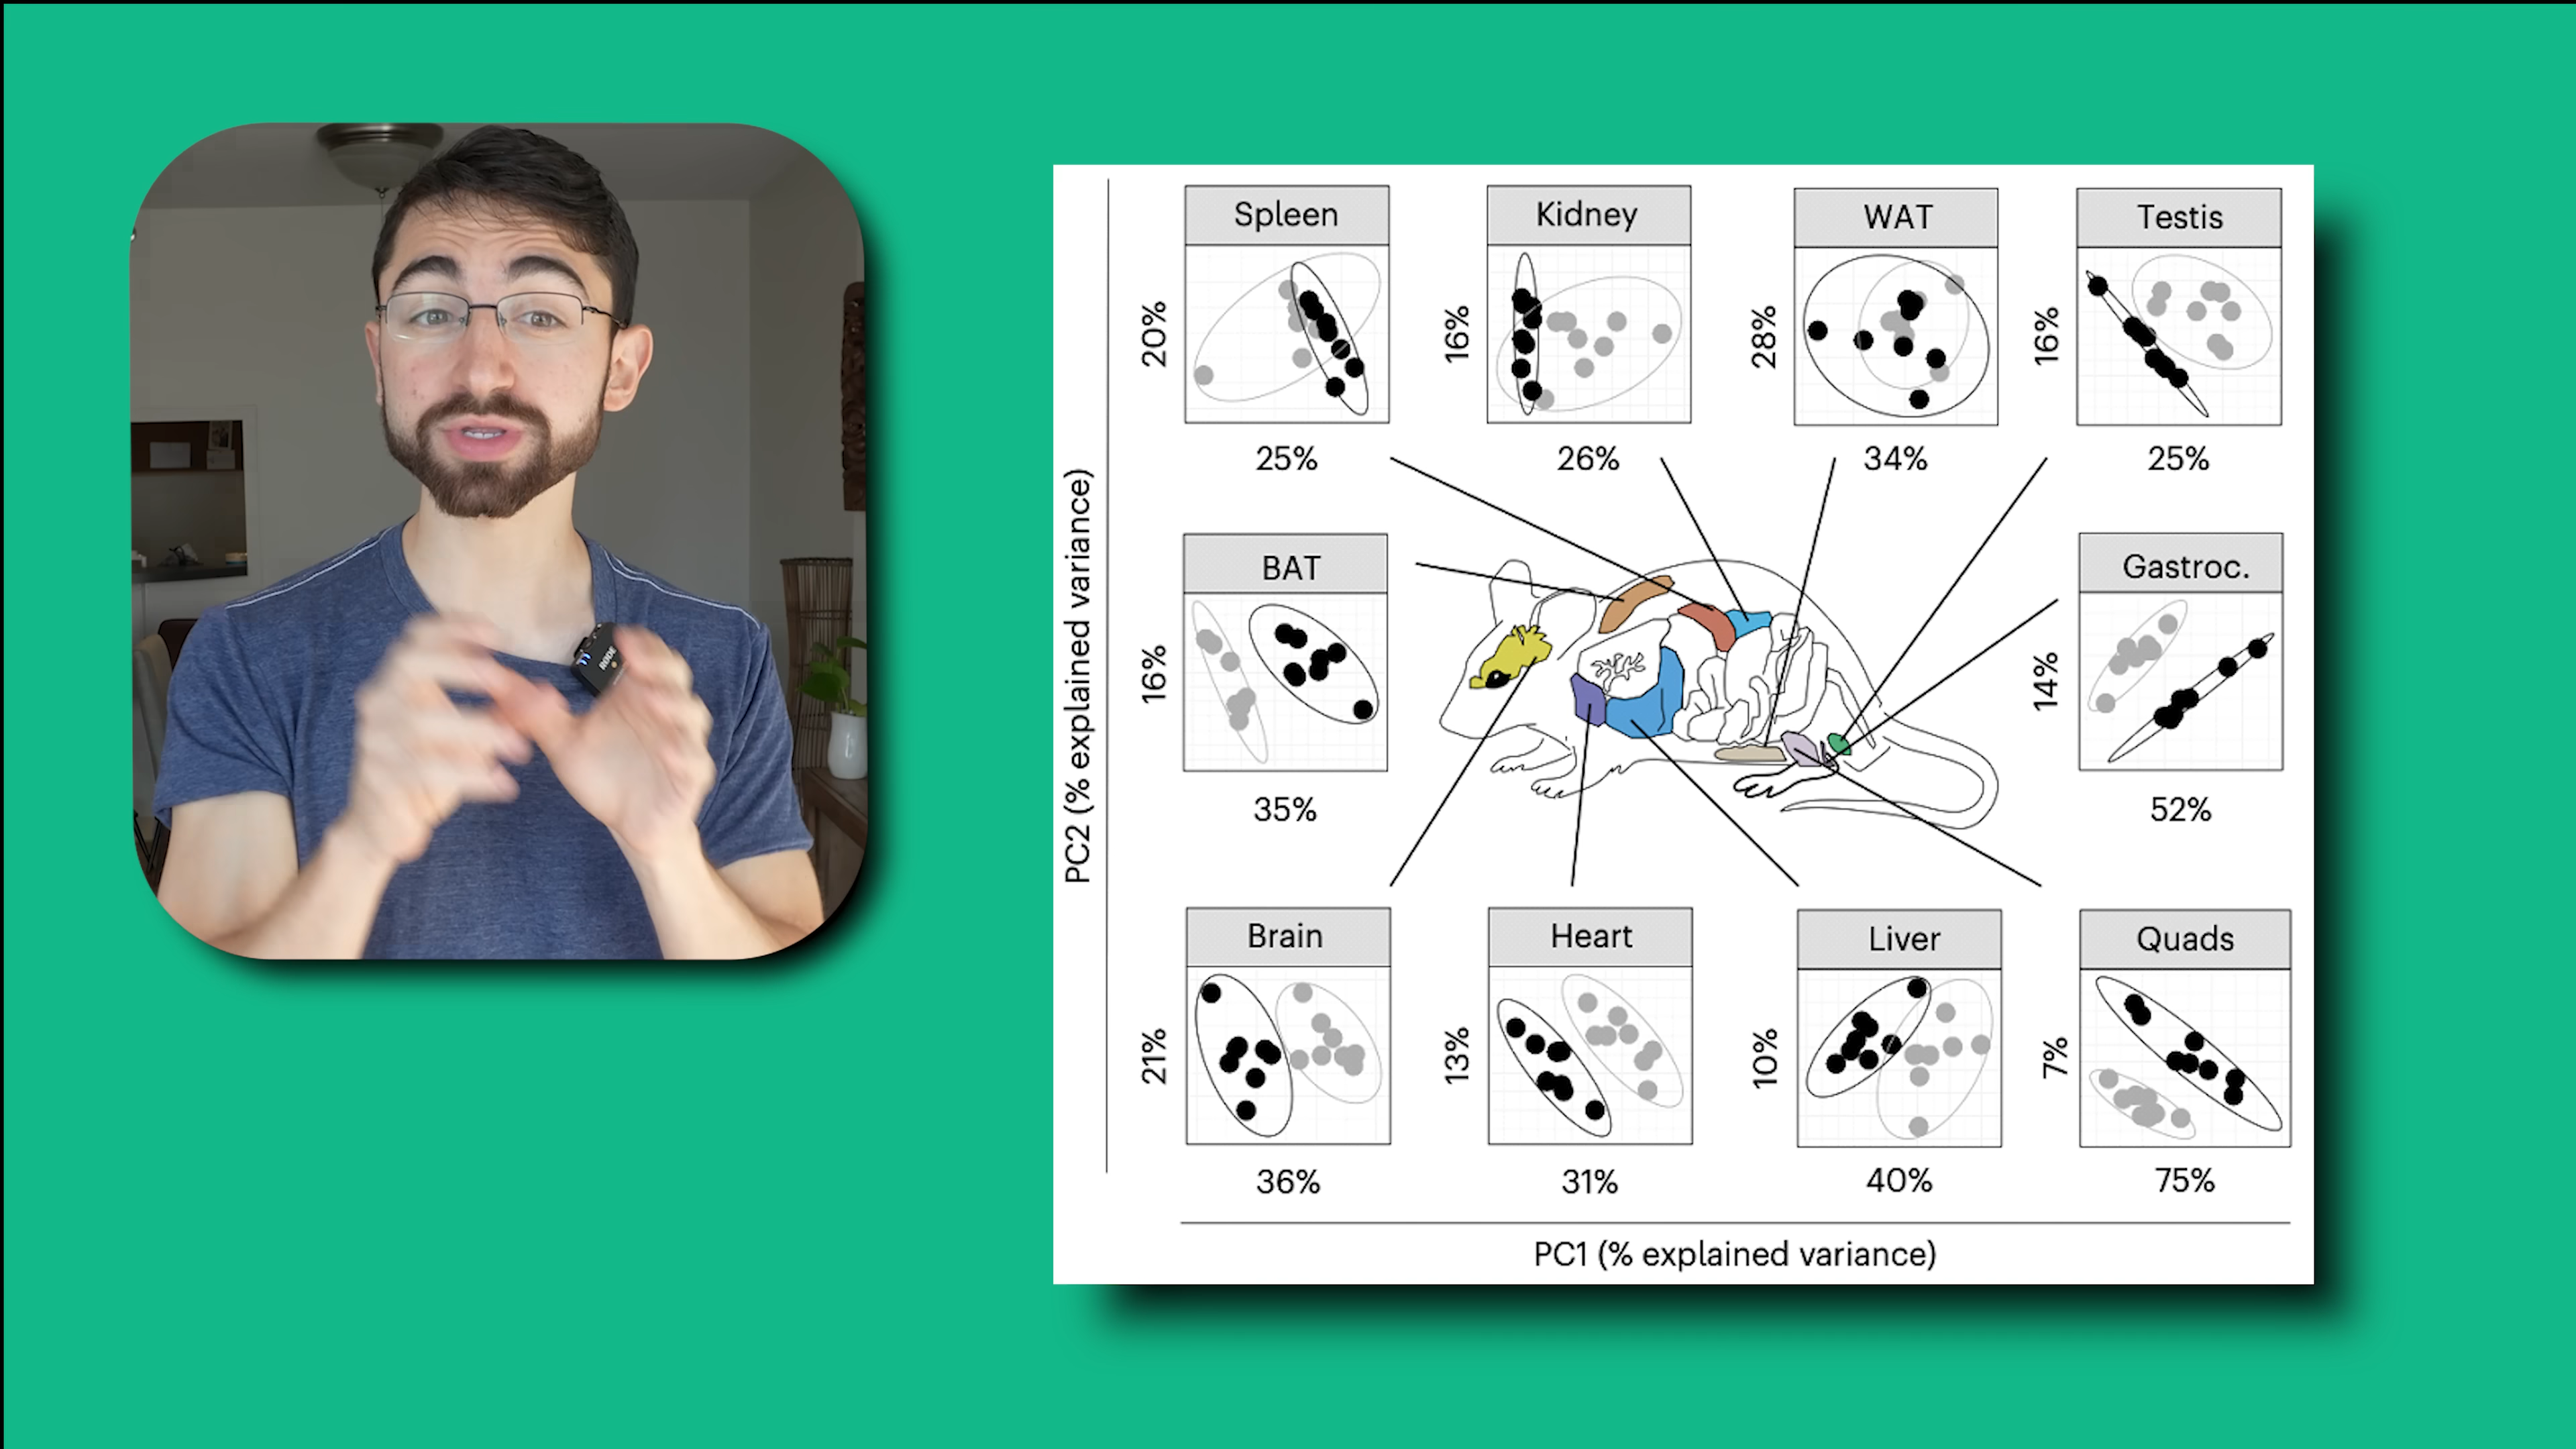 Spleen
Kidney
WAT
Testis
20%
16%
28%
16%
25%
26%
34%
25%
BAT
Gastroc.
16%
14%
35%
52%
PC2 (% explained variance)
Brain
Heart
Liver
Quads
21%
13%
10%
7%
36%
31%
40%
75%
PC1 (% explained variance)
RØDE